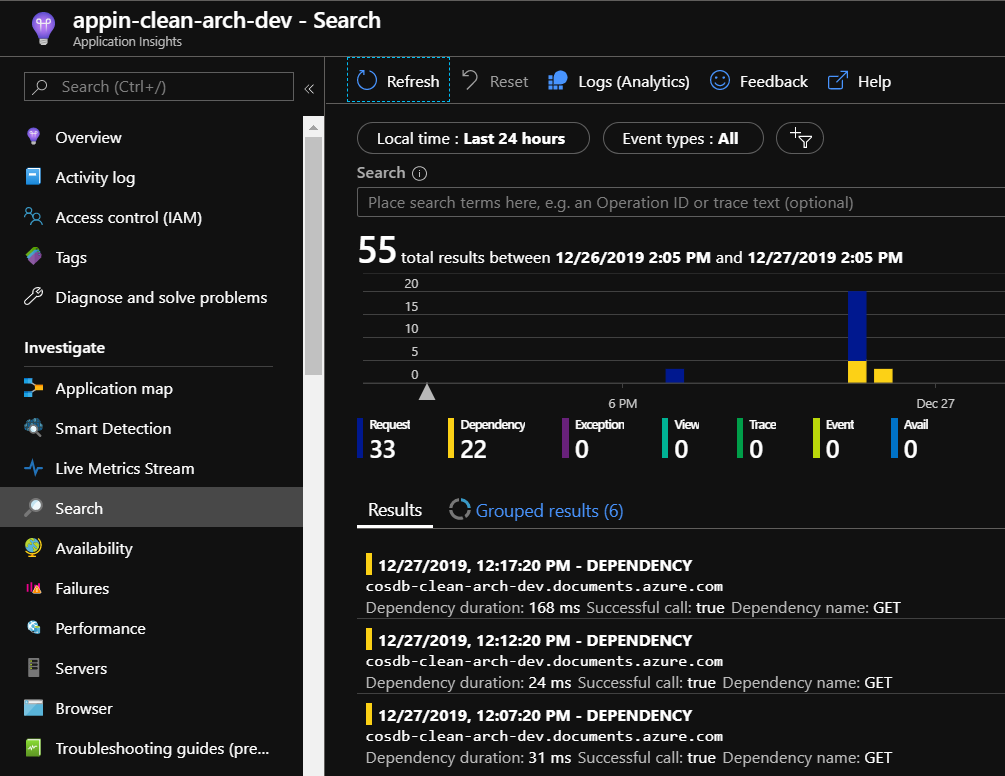 appin-clean-arch-dev - Search
Application Insights
Search (Ctrl+/)
«
Overview
Activity log
Access control (IAM)
Tags
Diagnose and solve problems
Investigate
Application map
Smart Detection
Live Metrics Stream
Search
Availability
Failures
Performance
Servers
Browser
Troubleshooting guides (pre...
Refresh Reset Logs (Analytics) Feedback Help
Local time : Last 24 hours Event types : All
Search
Place search terms here, e.g. an Operation ID or trace text (optional)
55 total results between 12/26/2019 2:05 PM and 12/27/2019 2:05 PM
20
15
10
5
0
6 PM Dec 27
Request Dependency Exception View Trace Event Avail
33 22 0 0 0 0 0
Results Grouped results (6)
12/27/2019, 12:17:20 PM - DEPENDENCY
cosdb-clean-arch-dev.documents.azure.com
Dependency duration: 168 ms Successful call: true Dependency name: GET
12/27/2019, 12:12:20 PM - DEPENDENCY
cosdb-clean-arch-dev.documents.azure.com
Dependency duration: 24 ms Successful call: true Dependency name: GET
12/27/2019, 12:07:20 PM - DEPENDENCY
cosdb-clean-arch-dev.documents.azure.com
Dependency duration: 31 ms Successful call: true Dependency name: GET